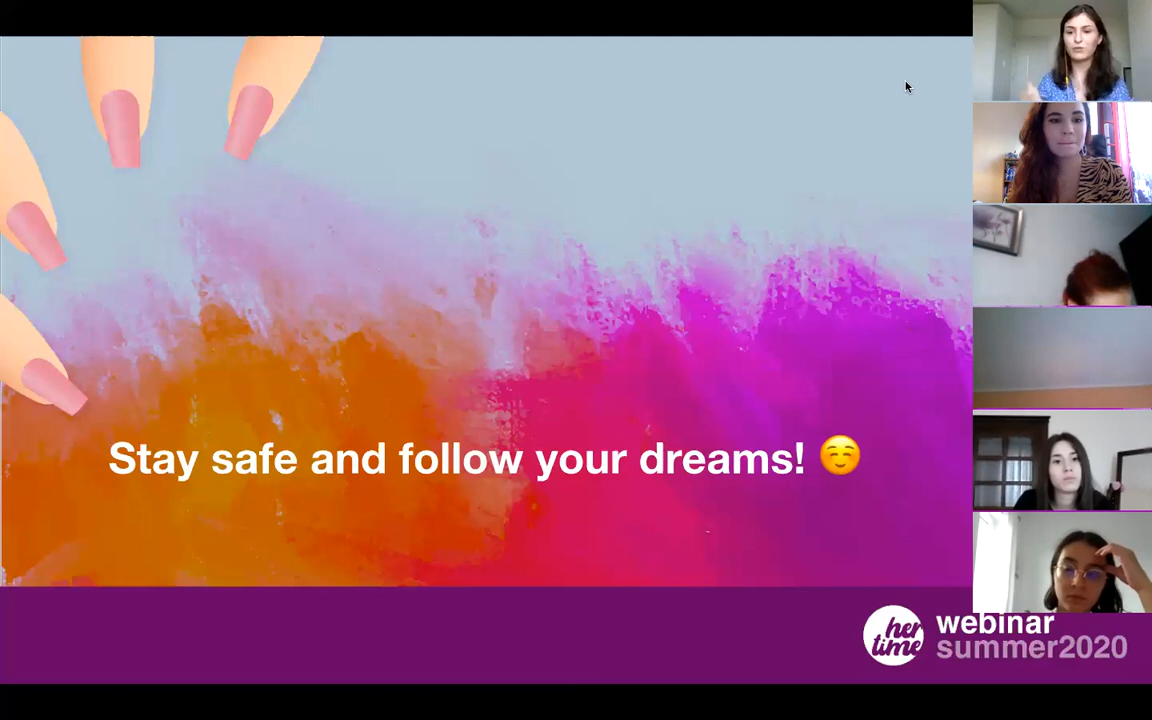 Stay safe and follow your dreams! ☺️
her
time
webinar
summer2020